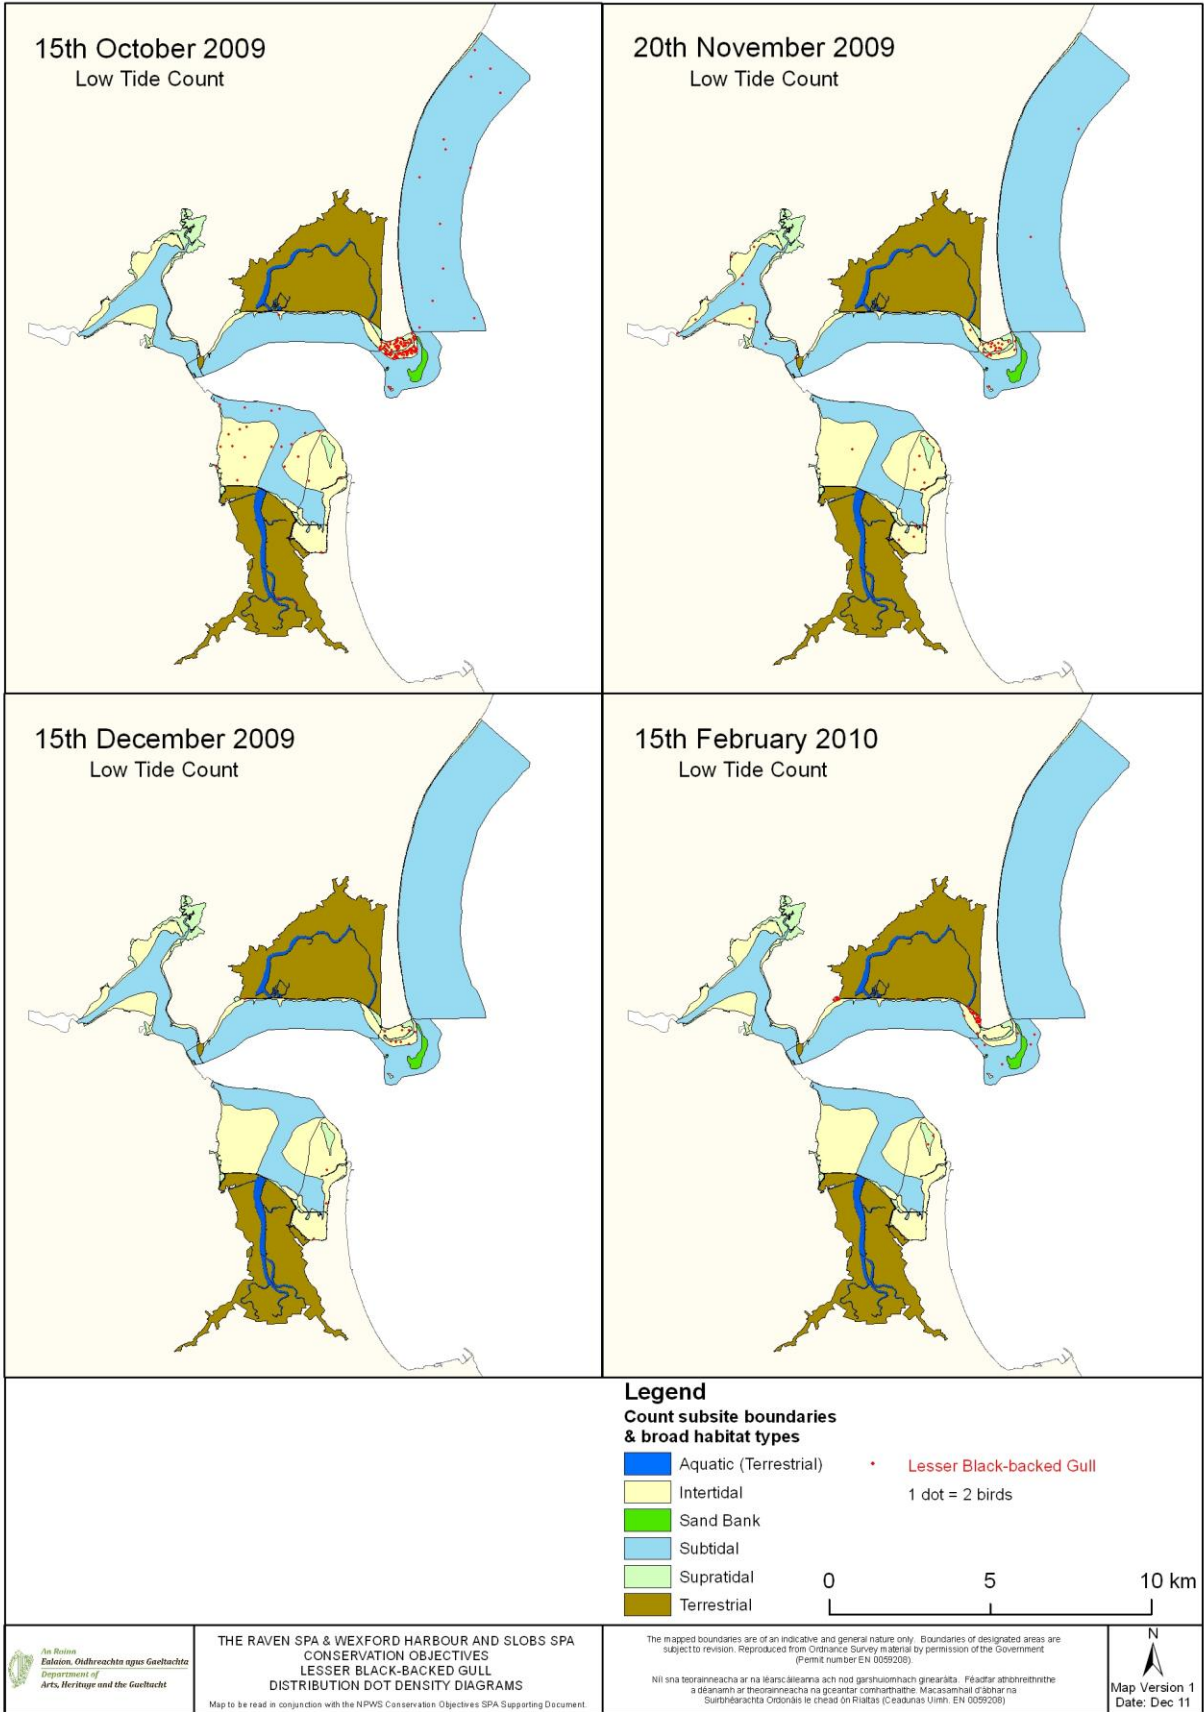 15th October 2009
Low Tide Count
20th November 2009
Low Tide Count
15th December 2009
Low Tide Count
15th February 2010
Low Tide Count
Legend
Count subsite boundaries
& broad habitat types
Aquatic (Terrestrial)
Intertidal
Sand Bank
Subtidal
Supratidal
Terrestrial
Lesser Black-backed Gull
1 dot = 2 birds
0 5 10 km
An Roinn
Ealaíon, Oidhreachta agus Gaeltachta
Department of
Arts, Heritage and the Gaeltacht
THE RAVEN SPA & WEXFORD HARBOUR AND SLOBS SPA
CONSERVATION OBJECTIVES
LESSER BLACK-BACKED GULL
DISTRIBUTION DOT DENSITY DIAGRAMS
Map to be read in conjunction with the NPWS Conservation Objectives SPA Supporting Document.
The mapped boundaries are of an indicative and general nature only. Boundaries of designated areas are
subject to revision. Reproduced from Ordnance Survey material by permission of the Government
(Permit number EN 0059208).
Níl sna teorainneacha ar na léarscáileanna ach nod garshuíomhach ginearálta. Féadfar athbhreithnithe
a déanamh ar theorainneacha na gceantar comharthaithe. Macasamhail d'ábhar na
Suirbhéarachta Ordonáis le chead ón Rialtas (Ceadunas Uimh. EN 0059208)
N
Map Version 1
Date: Dec 11